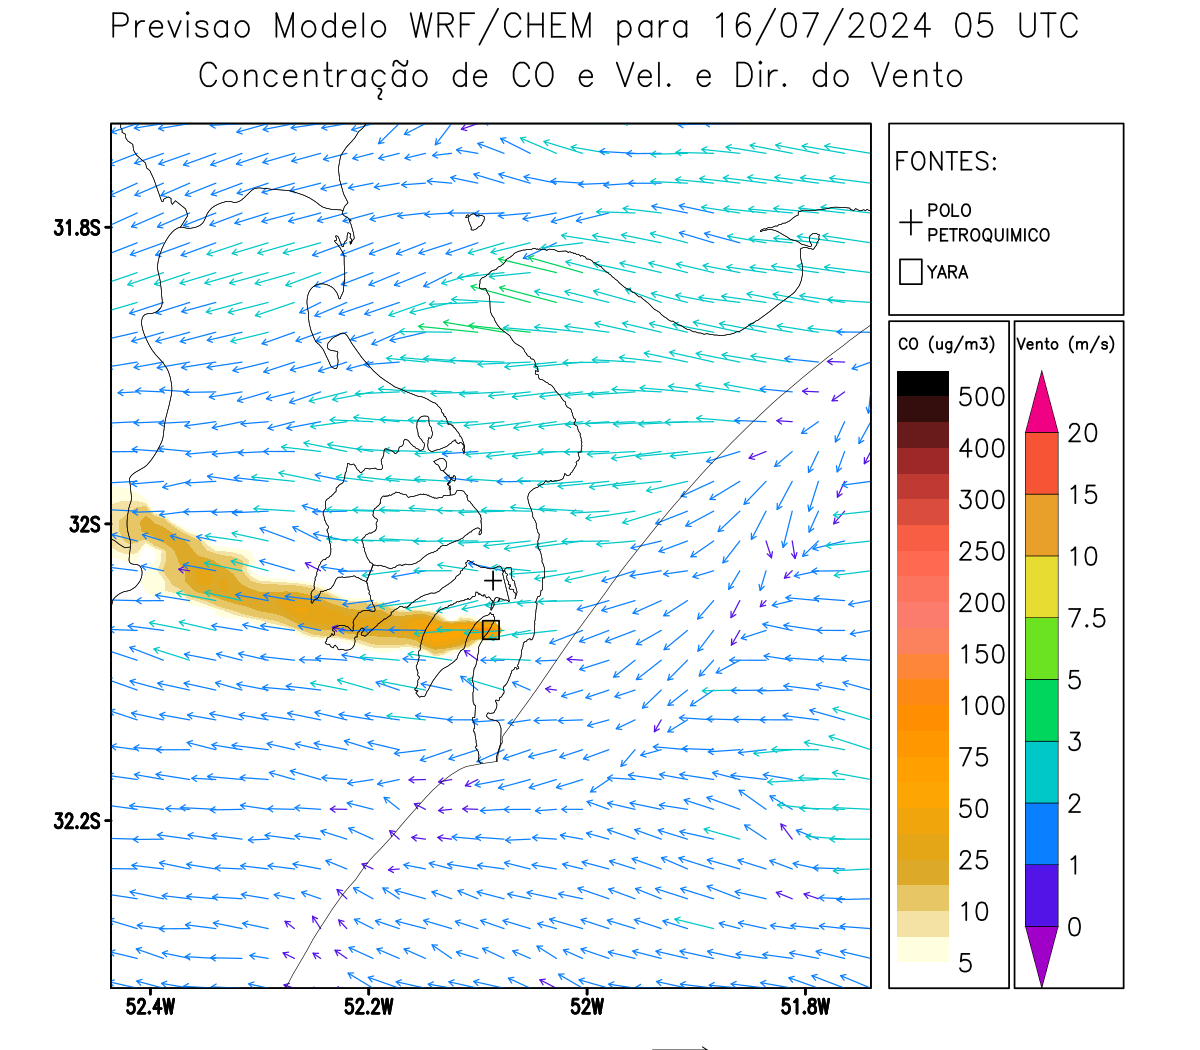 Previsao Modelo WRF/CHEM para 16/07/2024 05 UTC
Concentração de CO e Vel. e Dir. do Vento
FONTES:
POLO
PETROQUIMICO
YARA
CO (ug/m3)
500
400
300
250
200
150
100
75
50
25
10
5
Vento (m/s)
20
15
10
7.5
5
3
2
1
0
31.8S
32S
32.2S
52.4W
52.2W
52W
51.8W